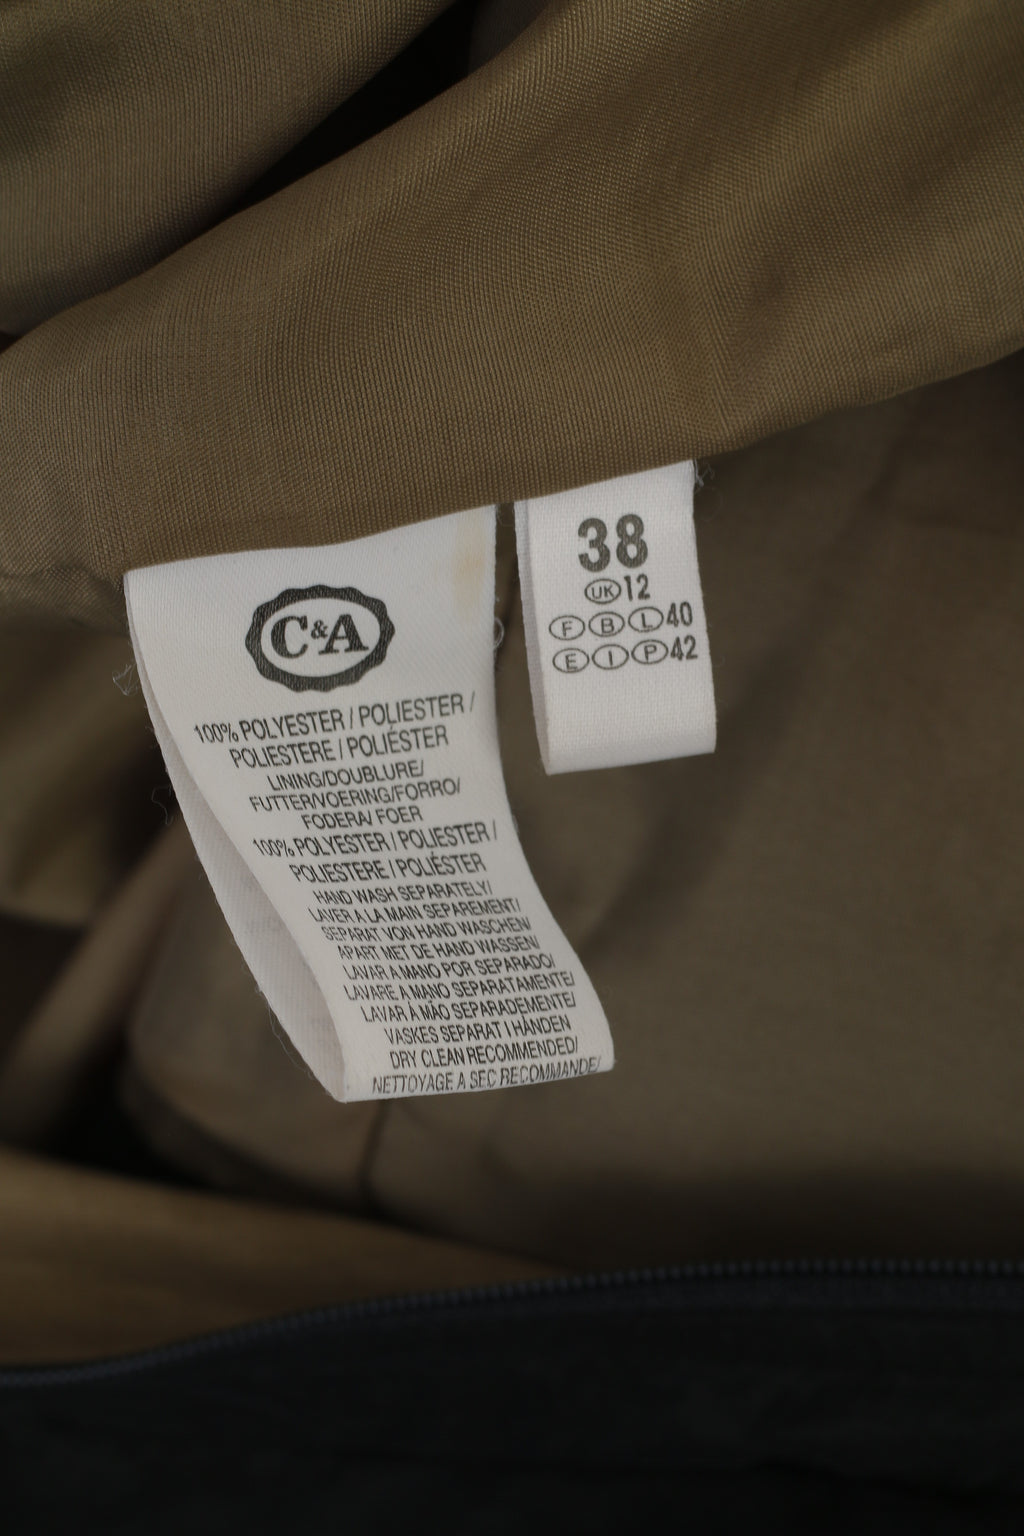 C&A
100% POLYESTER / POLIESTER /
POLIESTERE / POLIÉSTER
LINING/DOUBLURE/
FUTTER/VOERING/FORRO/
FODERA/ FOER
100% POLYESTER / POLIESTER /
POLIESTERE / POLIÉSTER
HAND WASH SEPARATELY/
LAVER A LA MAIN SEPAREMENT/
SEPARAT VON HAND WASCHEN/
APART MET DE HAND WASSEN/
LAVAR A MANO POR SEPARADO/
LAVARE A MANO SEPARATAMENTE/
LAVAR À MÃO SEPARADEMENTE/
VASKES SEPARAT I HÅNDEN
DRY CLEAN RECOMMENDED/
NETTOYAGE A SEC RECOMMANDE/
38
UK 12
F B L 40
E I P 42